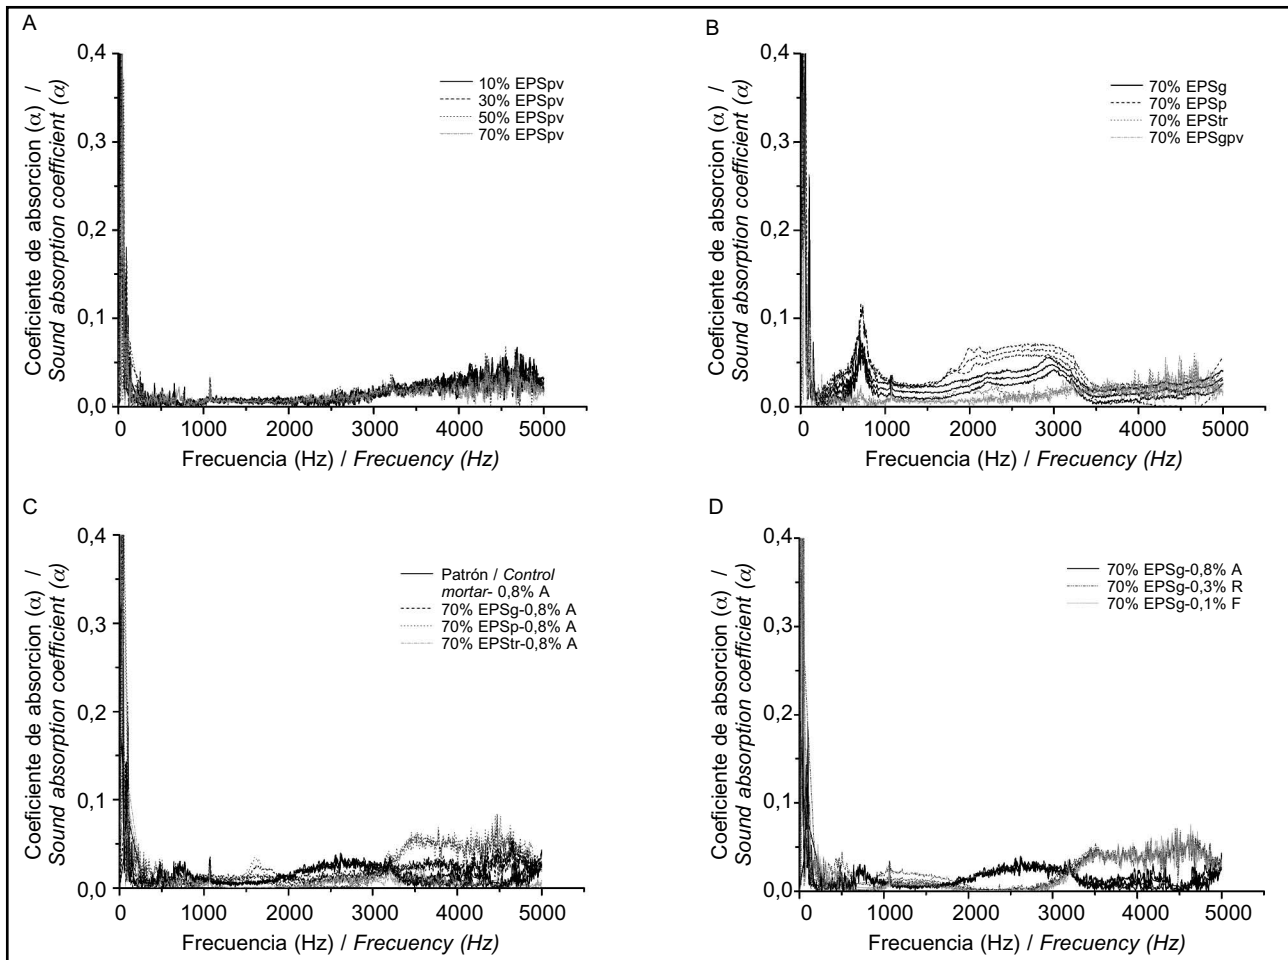 A
Coeficiente de absorcion (α) /
Sound absorption coefficient (α)
0,4
0,3
0,2
0,1
0,0
10% EPSpv
30% EPSpv
50% EPSpv
70% EPSpv
0 1000 2000 3000 4000 5000
Frecuencia (Hz) / Frecuency (Hz)
B
Coeficiente de absorcion (α) /
Sound absorption coefficient (α)
0,4
0,3
0,2
0,1
0,0
70% EPSg
70% EPSp
70% EPStr
70% EPSgpv
0 1000 2000 3000 4000 5000
Frecuencia (Hz) / Frecuency (Hz)
C
Coeficiente de absorcion (α) /
Sound absorption coefficient (α)
0,4
0,3
0,2
0,1
0,0
Patrón / Control
mortar- 0,8% A
70% EPSg-0,8% A
70% EPSp-0,8% A
70% EPStr-0,8% A
0 1000 2000 3000 4000 5000
Frecuencia (Hz) / Frecuency (Hz)
D
Coeficiente de absorcion (α) /
Sound absorption coefficient (α)
0,4
0,3
0,2
0,1
0,0
70% EPSg-0,8% A
70% EPSg-0,3% R
70% EPSg-0,1% F
0 1000 2000 3000 4000 5000
Frecuencia (Hz) / Frecuency (Hz)